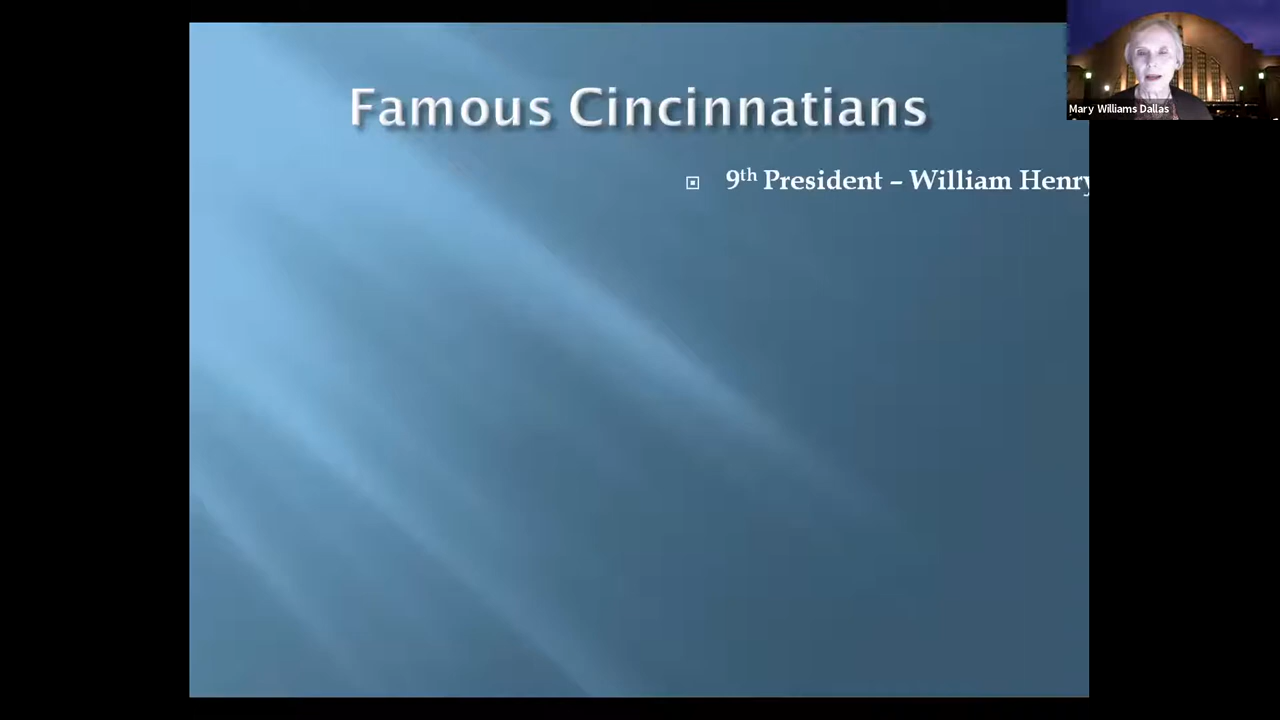 Famous Cincinnatians
9th President – William Henry
Mary Williams Dallas